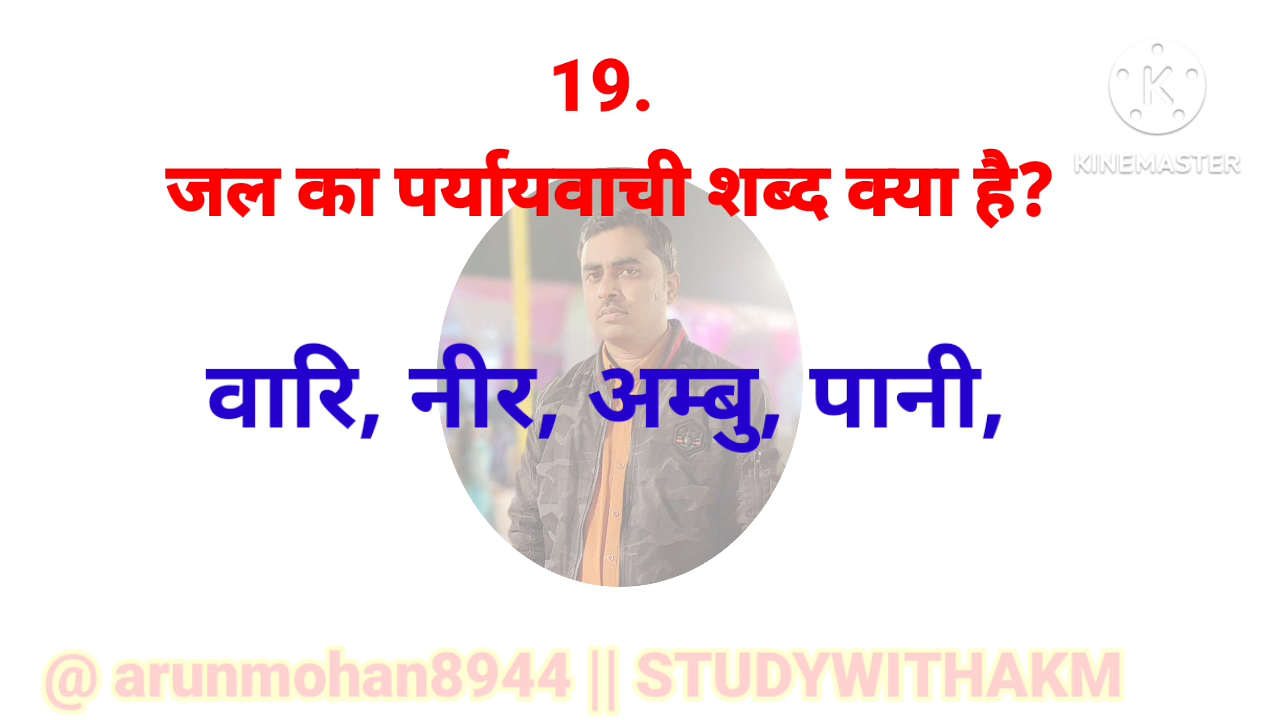 19.
KINEMASTER
जल का पर्यायवाची शब्द क्या है?
वारि, नीर, अम्बु, पानी,
@ arunmohan8944 || STUDYWITHAKM